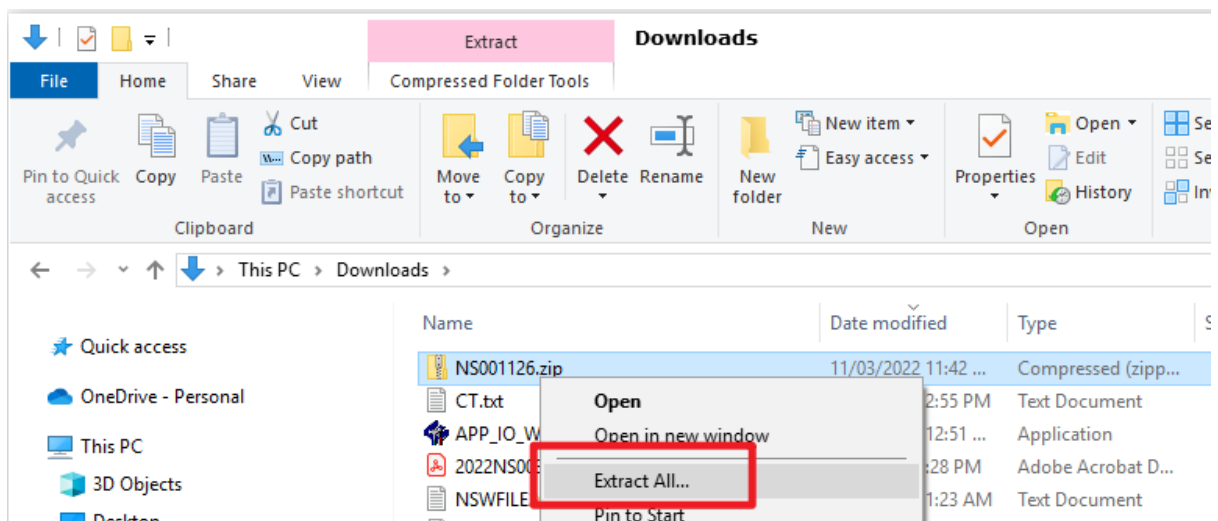 Extract
Downloads
File
Home
Share
View
Compressed Folder Tools
Pin to Quick access
Copy
Paste
Cut
Copy path
Paste shortcut
Clipboard
Move to
Copy to
Delete
Rename
Organize
New folder
New item
Easy access
New
Properties
Open
Edit
History
Open
This PC > Downloads >
Name
Date modified
Type
Quick access
OneDrive - Personal
This PC
3D Objects
Desktop
NS001126.zip 11/03/2022 11:42 ... Compressed (zipp...
CT.txt 2:55 PM Text Document
APP_IO_W 12:51 ... Application
2022NS00 :28 PM Adobe Acrobat D...
NSWFILE 1:23 AM Text Document
Open
Open in new window
Extract All...
Pin to Start